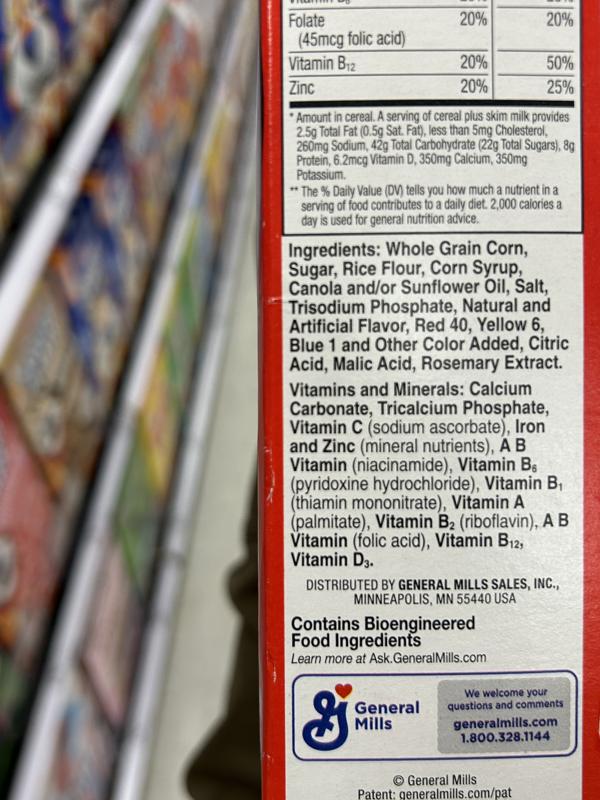 Folate 20% 20%
(45mcg folic acid)
Vitamin B₁₂ 20% 50%
Zinc 20% 25%
* Amount in cereal. A serving of cereal plus skim milk provides
2.5g Total Fat (0.5g Sat. Fat), less than 5mg Cholesterol,
260mg Sodium, 42g Total Carbohydrate (22g Total Sugars), 8g
Protein, 6.2mcg Vitamin D, 350mg Calcium, 350mg
Potassium.
** The % Daily Value (DV) tells you how much a nutrient in a
serving of food contributes to a daily diet. 2,000 calories a
day is used for general nutrition advice.
Ingredients: Whole Grain Corn,
Sugar, Rice Flour, Corn Syrup,
Canola and/or Sunflower Oil, Salt,
Trisodium Phosphate, Natural and
Artificial Flavor, Red 40, Yellow 6,
Blue 1 and Other Color Added, Citric
Acid, Malic Acid, Rosemary Extract.
Vitamins and Minerals: Calcium
Carbonate, Tricalcium Phosphate,
Vitamin C (sodium ascorbate), Iron
and Zinc (mineral nutrients), A B
Vitamin (niacinamide), Vitamin B₆
(pyridoxine hydrochloride), Vitamin B₁
(thiamin mononitrate), Vitamin A
(palmitate), Vitamin B₂ (riboflavin), A B
Vitamin (folic acid), Vitamin B₁₂,
Vitamin D₃.
DISTRIBUTED BY GENERAL MILLS SALES, INC.,
MINNEAPOLIS, MN 55440 USA
Contains Bioengineered
Food Ingredients
Learn more at Ask.GeneralMills.com
General
Mills
We welcome your
questions and comments
generalmills.com
1.800.328.1144
© General Mills
Patent: generalmills.com/pat